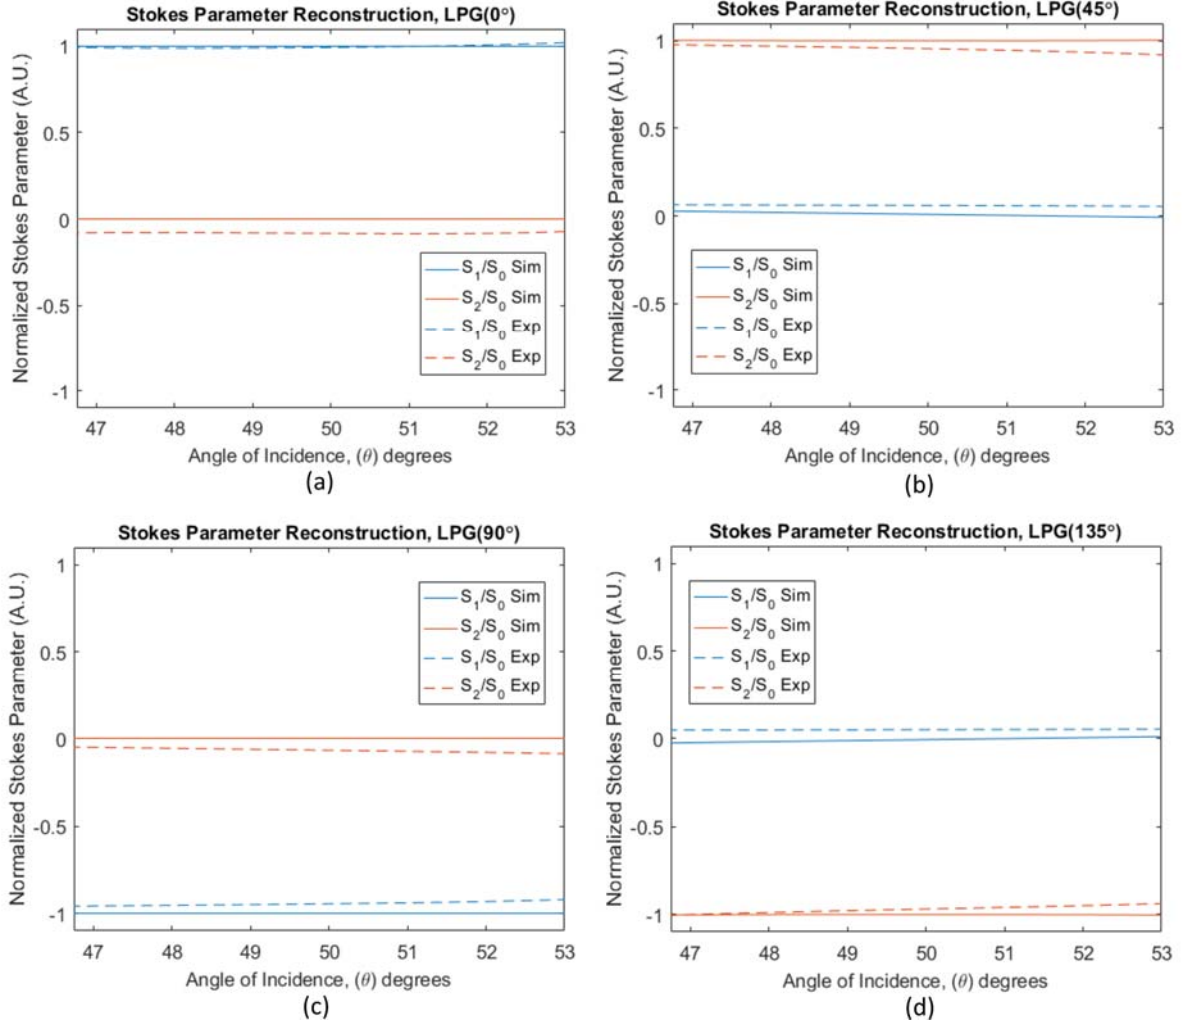 Stokes Parameter Reconstruction, LPG(0°)
Normalized Stokes Parameter (A.U.)
1
0.5
0
-0.5
-1
S1/S0 Sim
S2/S0 Sim
S1/S0 Exp
S2/S0 Exp
47 48 49 50 51 52 53
Angle of Incidence, (θ) degrees
(a)
Stokes Parameter Reconstruction, LPG(45°)
Normalized Stokes Parameter (A.U.)
1
0.5
0
-0.5
-1
S1/S0 Sim
S2/S0 Sim
S1/S0 Exp
S2/S0 Exp
47 48 49 50 51 52 53
Angle of Incidence, (θ) degrees
(b)
Stokes Parameter Reconstruction, LPG(90°)
Normalized Stokes Parameter (A.U.)
1
0.5
0
-0.5
-1
S1/S0 Sim
S2/S0 Sim
S1/S0 Exp
S2/S0 Exp
47 48 49 50 51 52 53
Angle of Incidence, (θ) degrees
(c)
Stokes Parameter Reconstruction, LPG(135°)
Normalized Stokes Parameter (A.U.)
1
0.5
0
-0.5
-1
S1/S0 Sim
S2/S0 Sim
S1/S0 Exp
S2/S0 Exp
47 48 49 50 51 52 53
Angle of Incidence, (θ) degrees
(d)